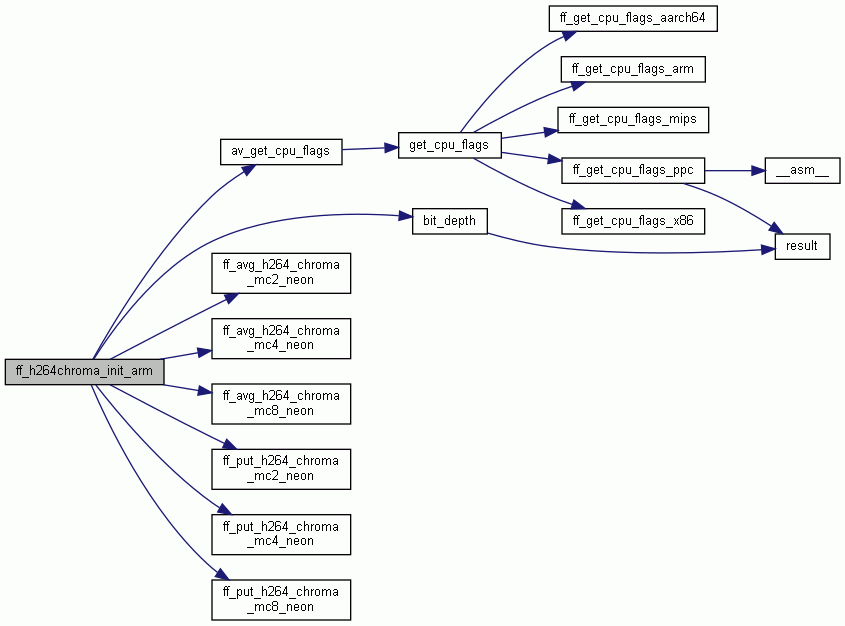 ff_get_cpu_flags_aarch64
ff_get_cpu_flags_arm
ff_get_cpu_flags_mips
av_get_cpu_flags
get_cpu_flags
ff_get_cpu_flags_ppc
__asm__
bit_depth
ff_get_cpu_flags_x86
result
ff_avg_h264_chroma
_mc2_neon
ff_avg_h264_chroma
_mc4_neon
ff_h264chroma_init_arm
ff_avg_h264_chroma
_mc8_neon
ff_put_h264_chroma
_mc2_neon
ff_put_h264_chroma
_mc4_neon
ff_put_h264_chroma
_mc8_neon